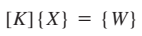 [K]{X} = {W}